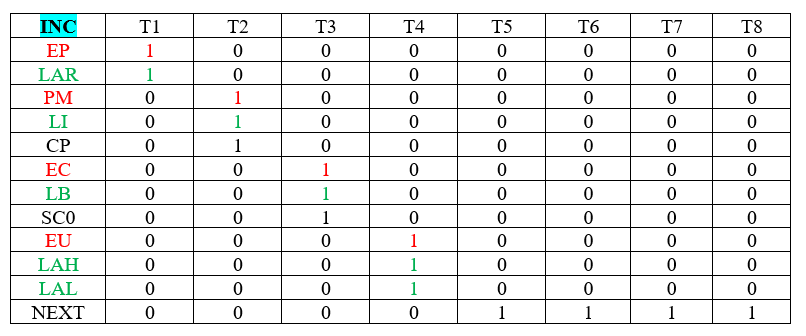 INC T1 T2 T3 T4 T5 T6 T7 T8
EP 1 0 0 0 0 0 0 0
LAR 1 0 0 0 0 0 0 0
PM 0 1 0 0 0 0 0 0
LI 0 1 0 0 0 0 0 0
CP 0 1 0 0 0 0 0 0
EC 0 0 1 0 0 0 0 0
LB 0 0 1 0 0 0 0 0
SC0 0 0 1 0 0 0 0 0
EU 0 0 0 1 0 0 0 0
LAH 0 0 0 1 0 0 0 0
LAL 0 0 0 1 0 0 0 0
NEXT 0 0 0 0 1 1 1 1